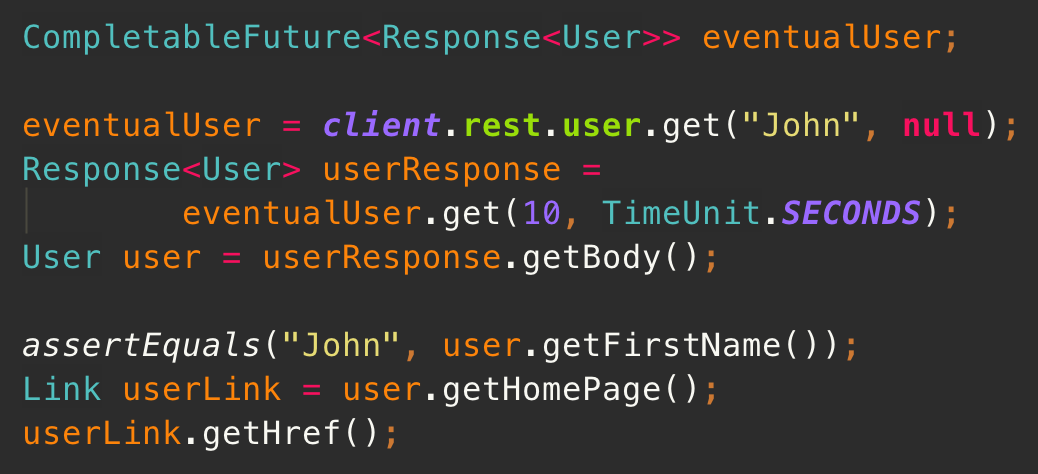 CompletableFuture<Response<User>> eventualUser;
eventualUser = client.rest.user.get("John", null);
Response<User> userResponse =
eventualUser.get(10, TimeUnit.SECONDS);
User user = userResponse.getBody();
assertEquals("John", user.getFirstName());
Link userLink = user.getHomePage();
userLink.getHref();